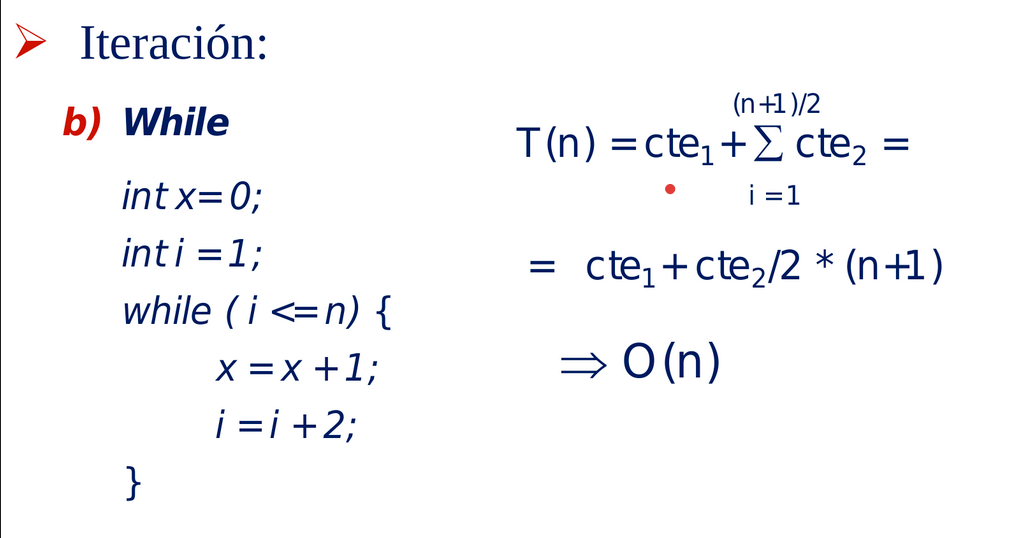 Iteración:
b) While
int x=0;
int i =1;
while ( i <=n) {
x =x +1;
i =i +2;
}
(n+1)/2
T(n) =cte₁+∑ cte₂ =
i =1
= cte₁+cte₂/2 * (n+1)
⇒ O(n)